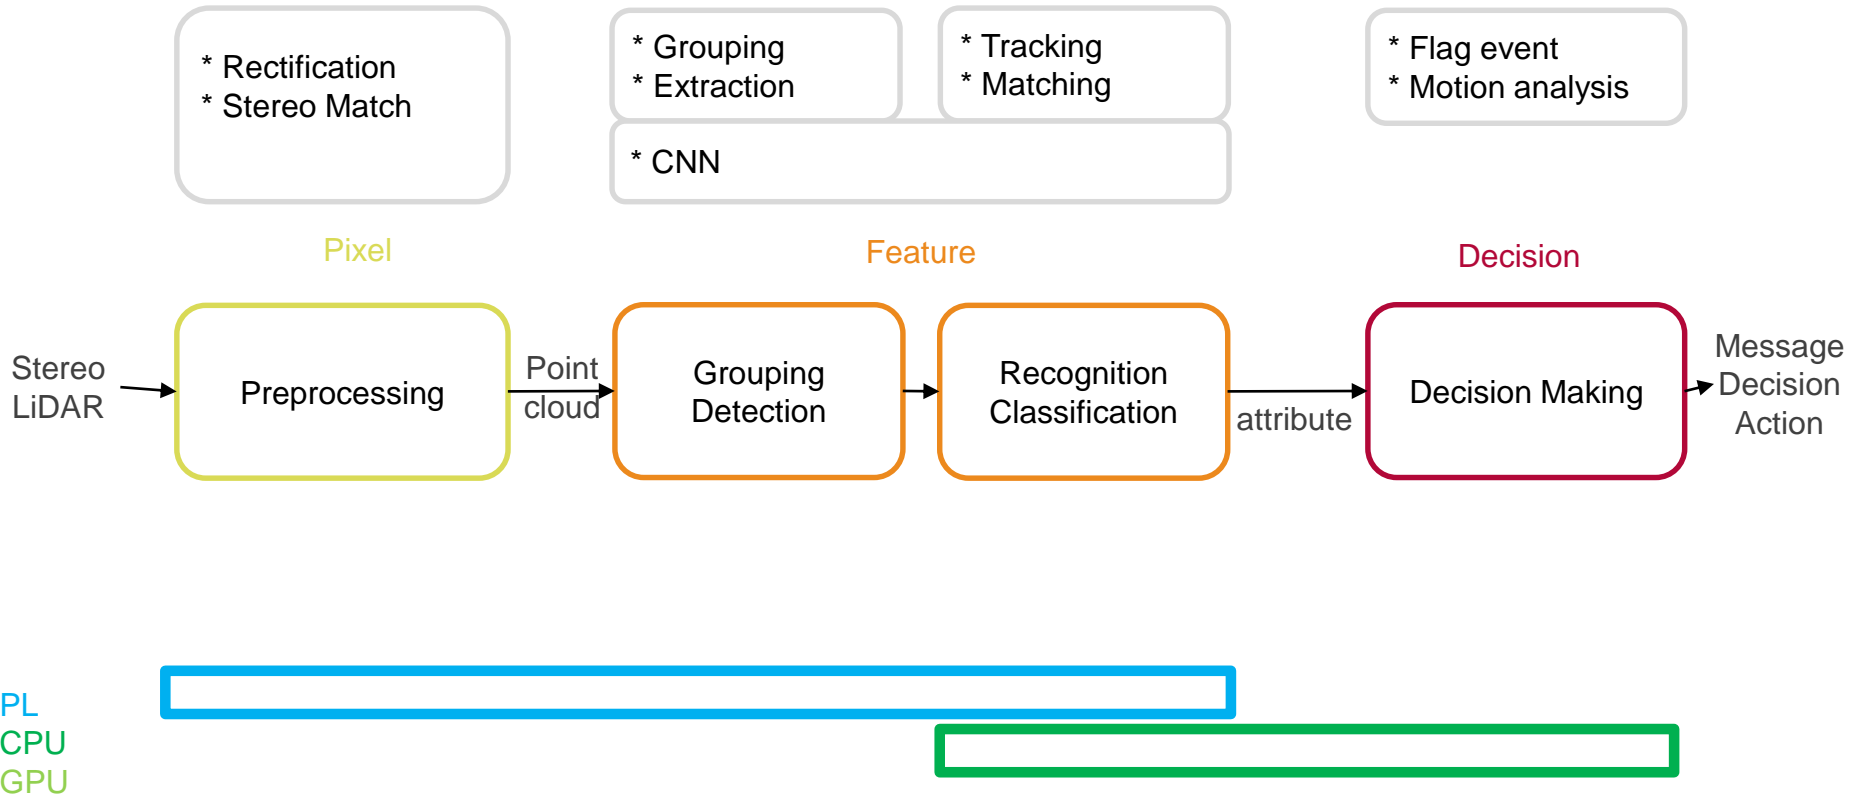 * Rectification
* Stereo Match
* Grouping
* Extraction
* Tracking
* Matching
* CNN
* Flag event
* Motion analysis
Pixel
Feature
Decision
Stereo
LiDAR
Preprocessing
Point
cloud
Grouping
Detection
Recognition
Classification
attribute
Decision Making
Message
Decision
Action
PL
CPU
GPU